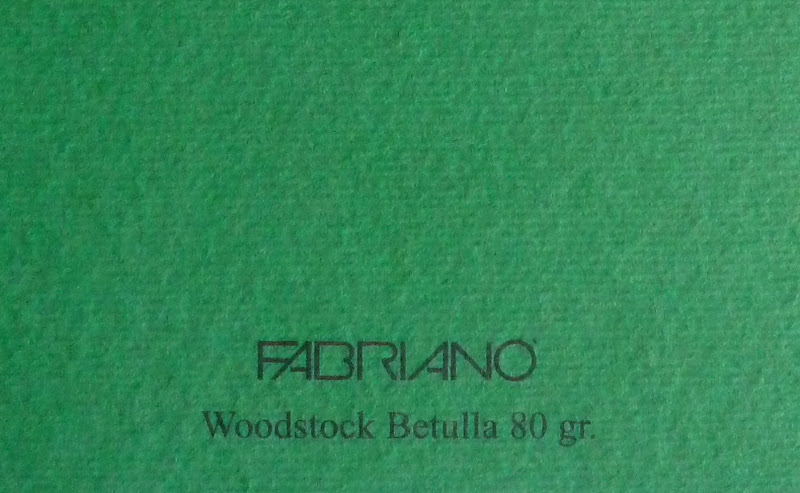 FABRIANO
Woodstock Betulla 80 gr.